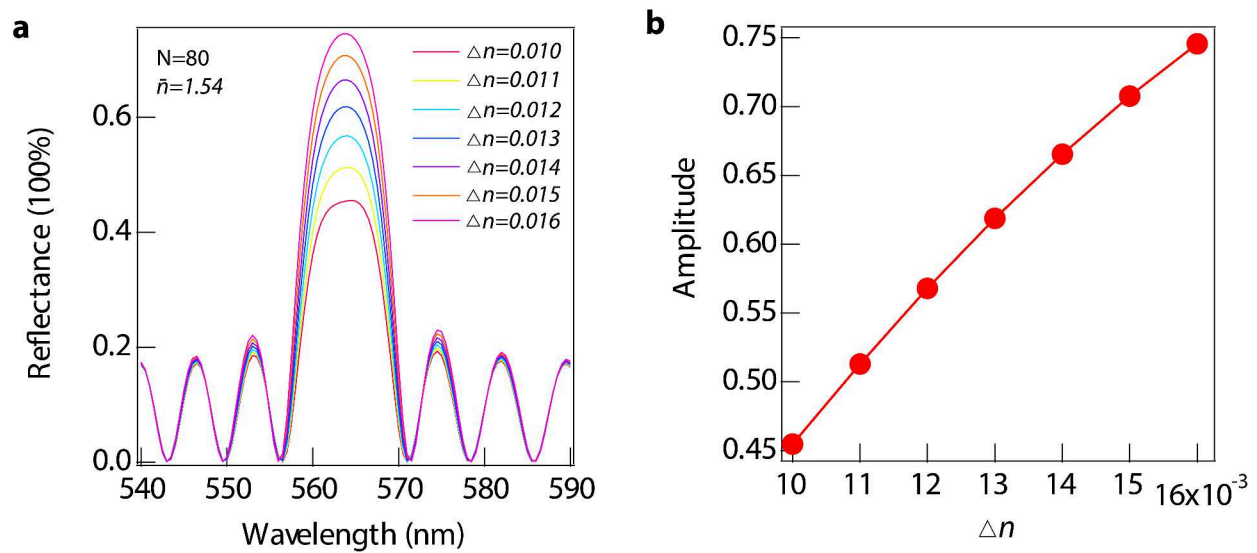 a
N=80
n̄=1.54
△n=0.010
△n=0.011
△n=0.012
△n=0.013
△n=0.014
△n=0.015
△n=0.016
Reflectance (100%)
0.6
0.4
0.2
0.0
540 550 560 570 580 590
Wavelength (nm)
b
Amplitude
0.75
0.70
0.65
0.60
0.55
0.50
0.45
10 11 12 13 14 15 16x10⁻³
△n